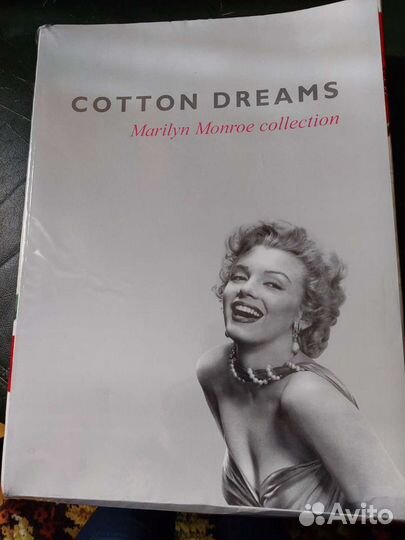 COTTON DREAMS
Marilyn Monroe collection
Avito